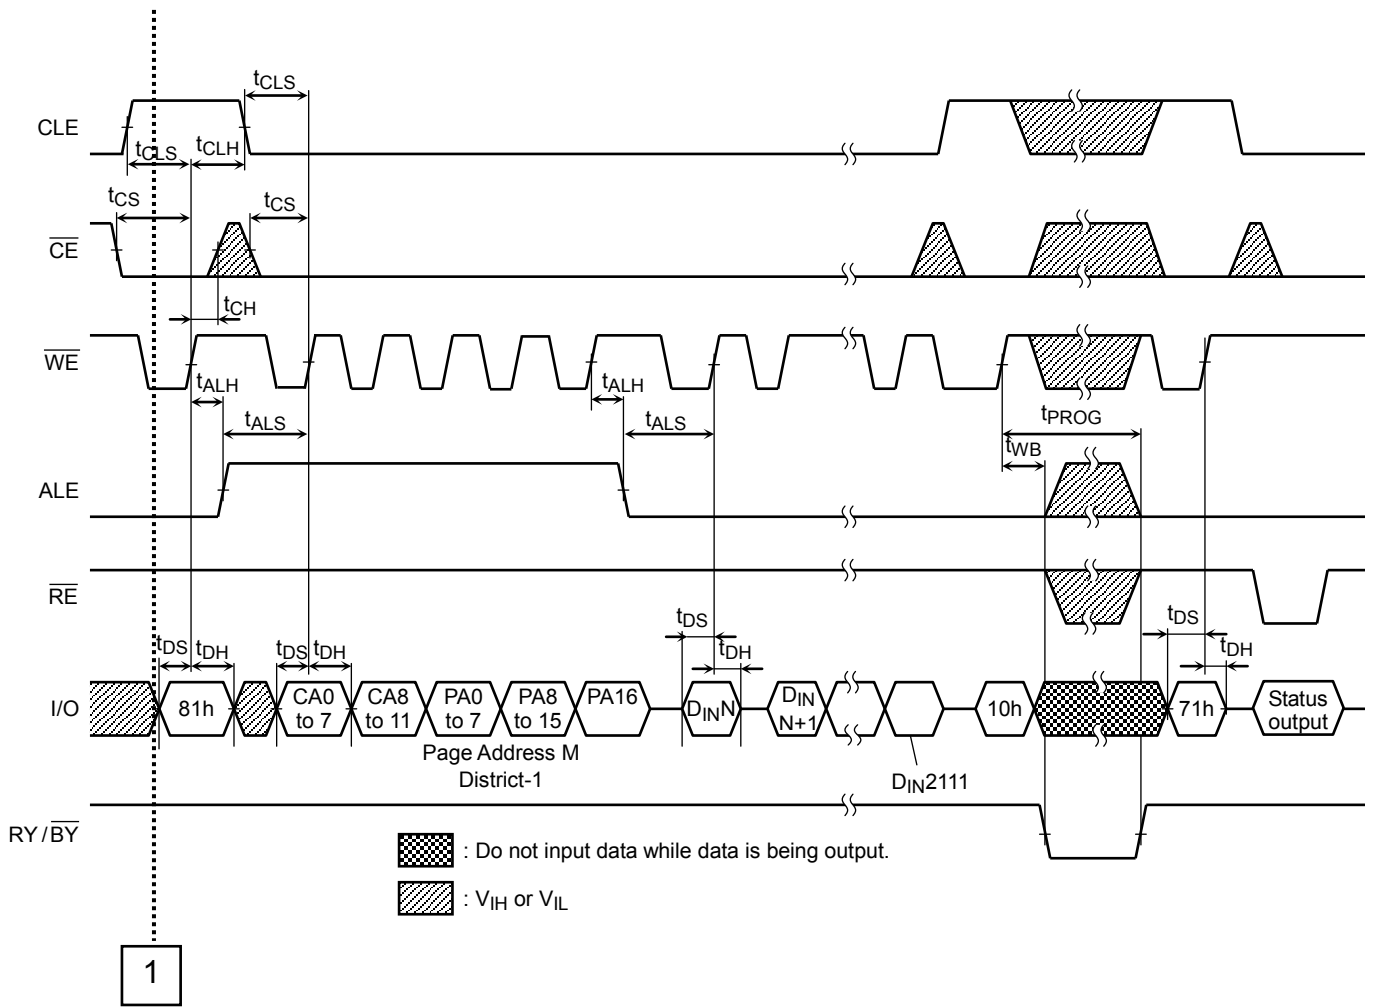 tCLS
CLE
tCLS tCLH
tCS tCS
CE
tCH
WE
tALH tALH
tALS tALS tPROG
tWB
ALE
RE
tDS tDH tDS tDH tDS tDH tDS tDH
I/O 81h CA0 to 7 CA8 to 11 PA0 to 7 PA8 to 15 PA16 DINN DIN N+1 10h 71h Status output
Page Address M
District-1
DIN2111
RY/BY
: Do not input data while data is being output.
: VIH or VIL
1